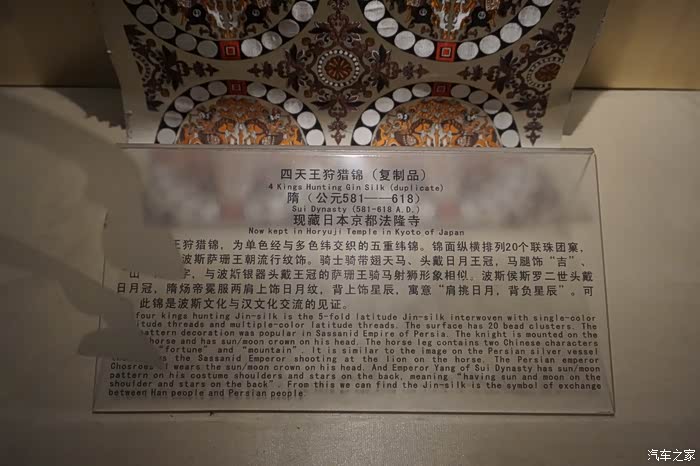 四天王狩猎锦（复制品）
4 Kings Hunting Gin Silk (duplicate)
隋（公元581——618）
Sui Dynasty (581-618 A.D.)
现藏日本京都法隆寺
Now kept in Horyuji Temple in Kyoto of Japan
王狩猎锦，为单色经与多色纬交织的五重纬锦。锦面纵横排列20个联珠团窠，
波斯萨珊王朝流行纹饰。骑士骑带翅天马、头戴日月王冠，马腿饰“吉”、
山 字，与波斯银器头戴王冠的萨珊王骑马射狮形象相似。波斯侯斯罗二世头戴
日月冠，隋炀帝冕服两肩上饰日月纹，背上饰星辰，寓意“肩挑日月，背负星辰”。可
此锦是波斯文化与汉文化交流的见证。
four kings hunting Jin-silk is the 5-fold latitude Jin-silk interwoven with single-color
itude threads and multiple-color latitude threads. The surface has 20 bead clusters. The
pattern decoration was popular in Sassanid Empire of Persia. The knight is mounted on the
horse and has sun/moon crown on his head. The horse leg contains two Chinese characters
"fortune" and "mountain". It is similar to the image on the Persian silver vessel
is the Sassanid Emperor shooting at the lion on the horse. The Persian emperor
Chosroes I wears the sun/moon crown on his head. And Emperor Yang of Sui Dynasty has sun/moon
pattern on his costume shoulders and stars on the back, meaning "having sun and moon on the
shoulder and stars on the back". From this we can find the Jin-silk is the symbol of exchange
between Han people and Persian people.
汽车之家